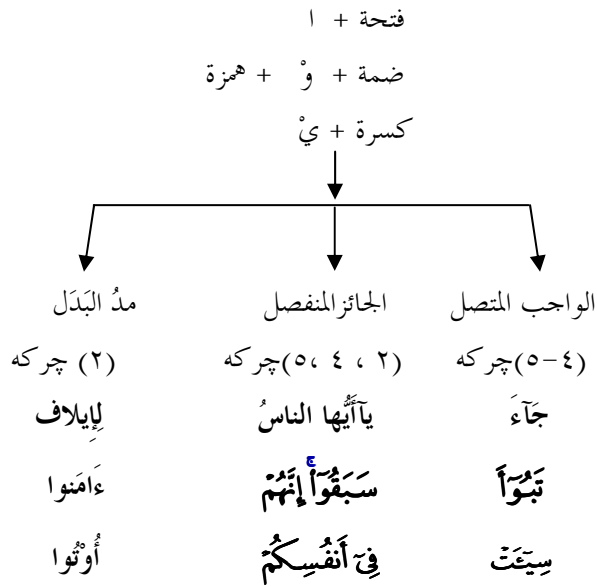 فتحة + ا
ضمة + وْ + همزة
كسرة + يْ
الواجب المتصل الجائزالمنفصل مدُ البَدَل
(٤-٥) چركه (٢ ، ٤ ،٥)چركه (٢) چركه
جَآءَ يآأَيُّها الناسُ لِإِيلاف
تَبُوٓأَ سَبَقُوٓاْۚ إِنَّهُمۡ ءَامَنوا
سِيٓـَٔتۡ فِيٓ أَنفُسِكُمۡ أُوْتُوا